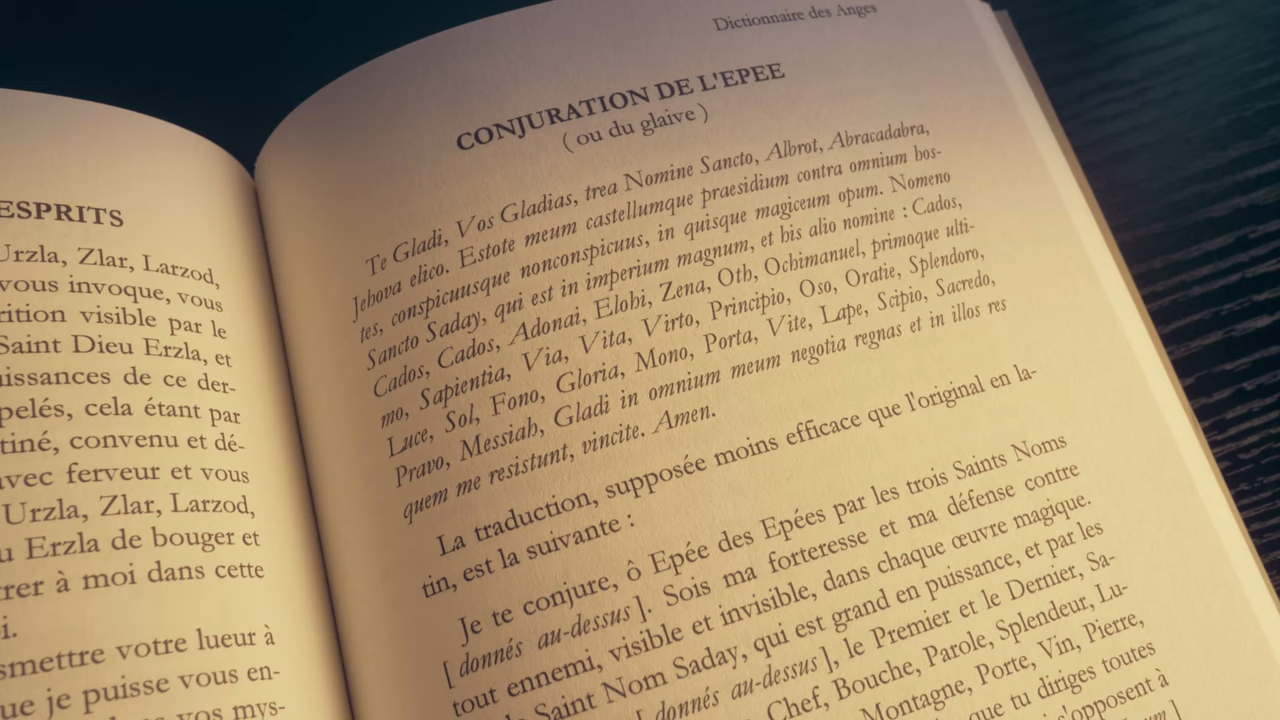 ESPRITS
Urzla, Zlar, Larzod,
vous invoque, vous
rition visible par le
Saint Dieu Erzla, et
uissances de ce der-
pelés, cela étant par
tiné, convenu et dé-
avec ferveur et vous
Urzla, Zlar, Larzod,
u Erzla de bouger et
rer à moi dans cette
i.
smettre votre lueur à
ue je puisse vous en-
vos mys-
Dictionnaire des Anges
CONJURATION DE L'EPEE
( ou du glaive )
Te Gladi, Vos Gladias, trea Nomine Sancto, Albrot, Abracadabra,
Jehova elico. Estote meum castellumque praesidium contra omnium hos-
tes, conspicuusque nonconspicuus, in quisque magiceum opum. Nomeno
Sancto Saday, qui est in imperium magnum, et his alio nomine : Cados,
Cados, Cados, Adonai, Elohi, Zena, Oth, Ochimanuel, primoque ulti-
mo, Sapientia, Via, Vita, Virto, Principio, Oso, Oratie, Splendoro,
Luce, Sol, Fono, Gloria, Mono, Porta, Vite, Lape, Scipio, Sacredo,
Pravo, Messiah, Gladi in omnium meum negotia regnas et in illos res
quem me resistunt, vincite. Amen.
La traduction, supposée moins efficace que l'original en la-
tin, est la suivante :
Je te conjure, ô Epée des Epées par les trois Saints Noms
[ donnés au-dessus ]. Sois ma forteresse et ma défense contre
tout ennemi, visible et invisible, dans chaque œuvre magique.
Saint Nom Saday, qui est grand en puissance, et par les
[ donnés au-dessus ], le Premier et le Dernier, Sa-
Chef, Bouche, Parole, Splendeur, Lu-
Montagne, Porte, Vin, Pierre,
que tu diriges toutes
s'opposent à